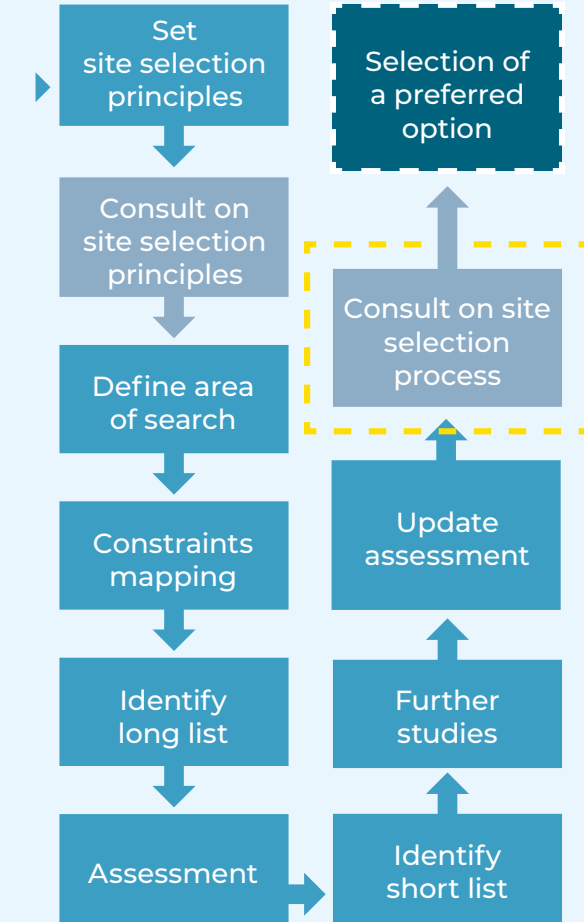 Set
site selection
principles
Consult on
site selection
principles
Define area
of search
Constraints
mapping
Identify
long list
Assessment
Identify
short list
Further
studies
Update
assessment
Consult on site
selection
process
Selection of
a preferred
option